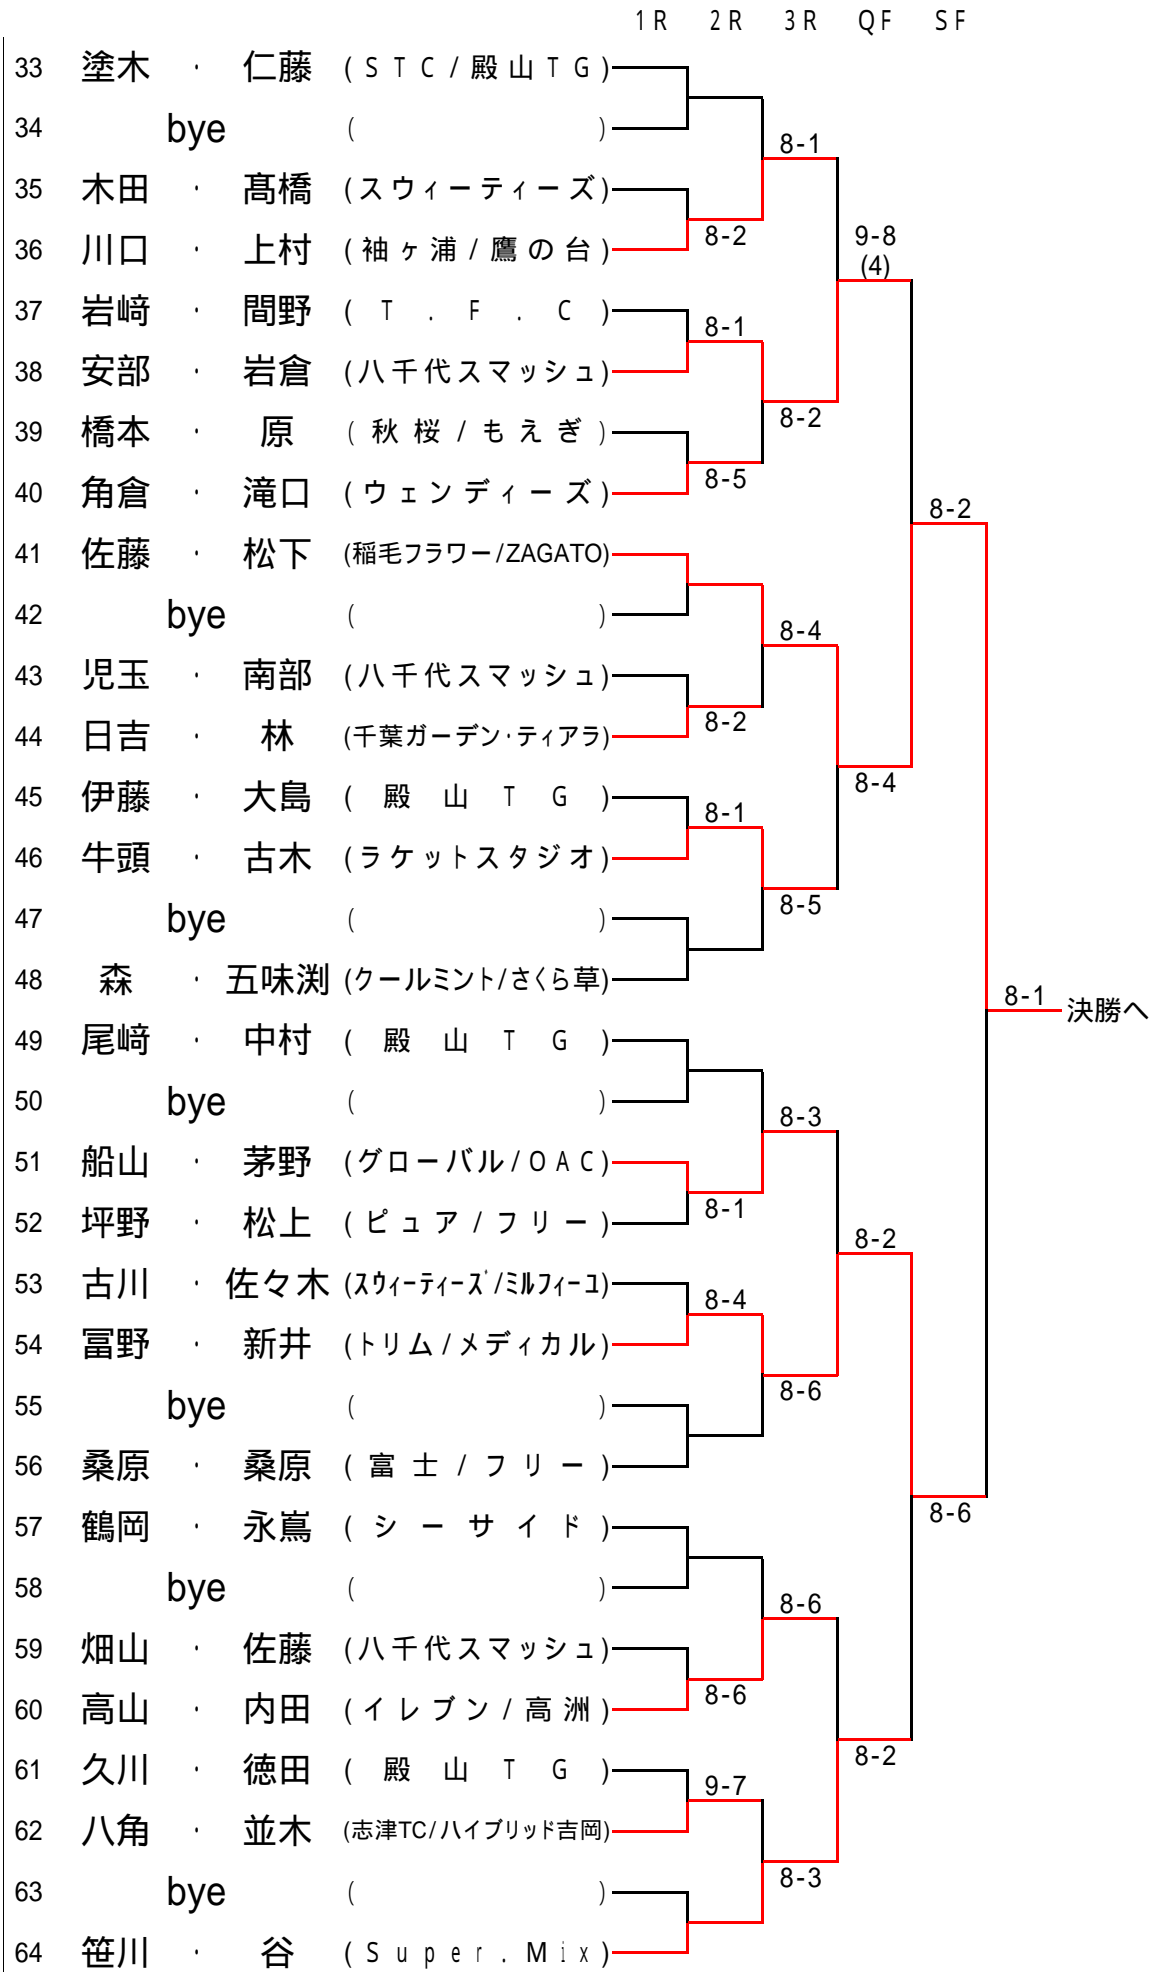 1R 2R 3R QF SF
33 塗木 · 仁藤 (STC/殿山TG)
34 bye ( )
8-1
35 木田 · 髙橋 (スウィーティーズ)
8-2 9-8
36 川口 · 上村 (袖ヶ浦/鷹の台)
(4)
37 岩﨑 · 間野 (T.F.C)
8-1
38 安部 · 岩倉 (八千代スマッシュ)
8-2
39 橋本 · 原 (秋桜/もえぎ)
8-5
40 角倉 · 滝口 (ウェンディーズ)
8-2
41 佐藤 · 松下 (稲毛フラワー/ZAGATO)
42 bye ( )
8-4
43 児玉 · 南部 (八千代スマッシュ)
8-2
44 日吉 · 林 (千葉ガーデン·ティアラ)
8-4
45 伊藤 · 大島 (殿山TG)
8-1
46 牛頭 · 古木 (ラケットスタジオ)
8-5
47 bye ( )
48 森 · 五味渕 (クールミント/さくら草)
8-1 決勝へ
49 尾﨑 · 中村 (殿山TG)
50 bye ( )
8-3
51 船山 · 茅野 (グローバル/OAC)
8-1
52 坪野 · 松上 (ピュア/フリー)
8-2
53 古川 · 佐々木 (スウィーティーズ/ミルフィーユ)
8-4
54 冨野 · 新井 (トリム/メディカル)
8-6
55 bye ( )
56 桑原 · 桑原 (富士/フリー)
8-6
57 鶴岡 · 永嶌 (シーサイド)
58 bye ( )
8-6
59 畑山 · 佐藤 (八千代スマッシュ)
8-6
60 高山 · 内田 (イレブン/高洲)
8-2
61 久川 · 徳田 (殿山TG)
9-7
62 八角 · 並木 (志津TC/ハイブリッド吉岡)
8-3
63 bye ( )
64 笹川 · 谷 (Super.Mix)